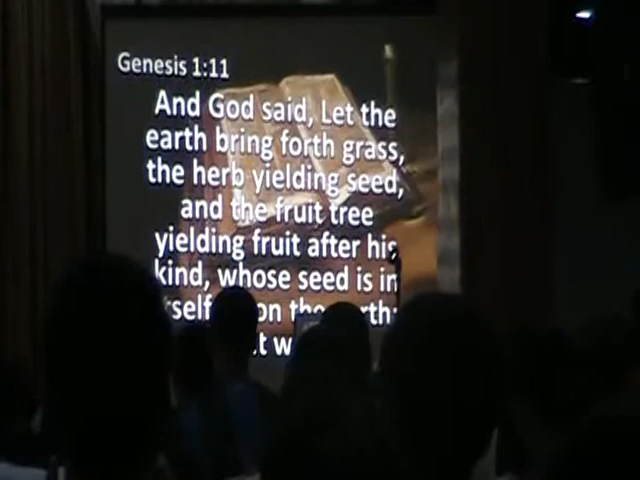 Genesis 1:11
And God said, Let the
earth bring forth grass,
the herb yielding seed,
and the fruit tree
yielding fruit after his
kind, whose seed is in